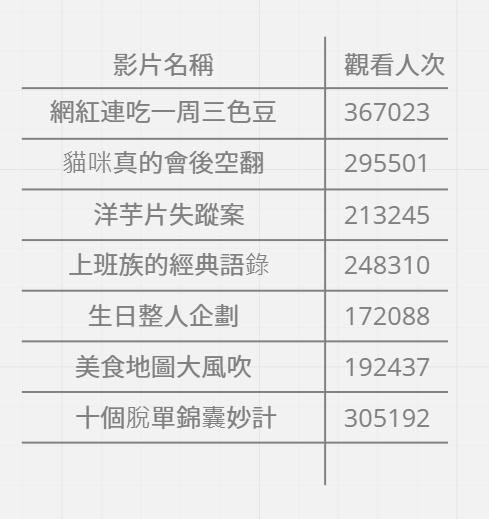 影片名稱 觀看人次
網紅連吃一周三色豆 367023
貓咪真的會後空翻 295501
洋芋片失蹤案 213245
上班族的經典語錄 248310
生日整人企劃 172088
美食地圖大風吹 192437
十個脫單錦囊妙計 305192